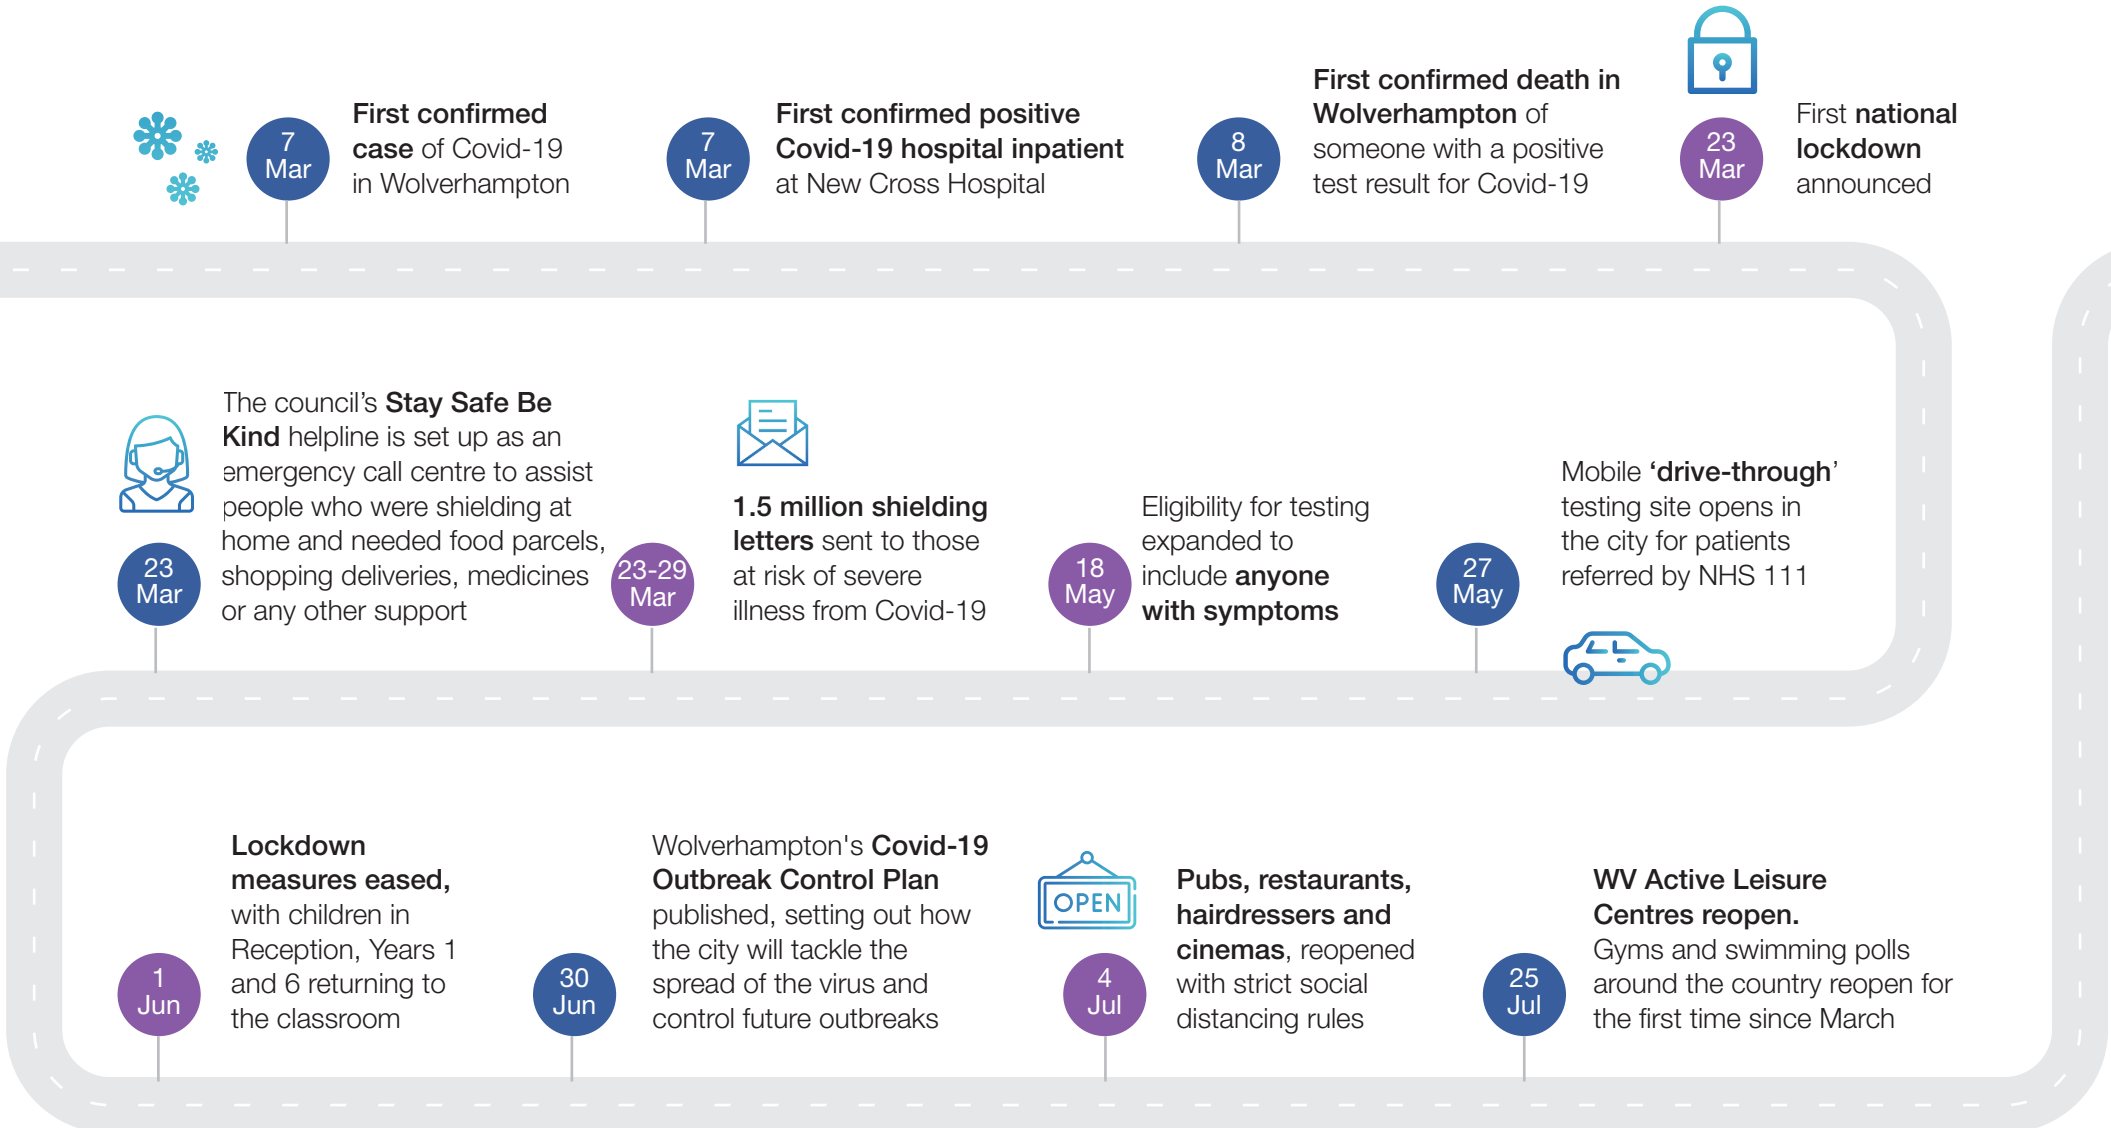 7
Mar
First confirmed
case of Covid-19
in Wolverhampton
7
Mar
First confirmed positive
Covid-19 hospital inpatient
at New Cross Hospital
8
Mar
First confirmed death in
Wolverhampton of
someone with a positive
test result for Covid-19
23
Mar
First national
lockdown
announced
23
Mar
The council’s Stay Safe Be
Kind helpline is set up as an
emergency call centre to assist
people who were shielding at
home and needed food parcels,
shopping deliveries, medicines
or any other support
23-29
Mar
1.5 million shielding
letters sent to those
at risk of severe
illness from Covid-19
18
May
Eligibility for testing
expanded to
include anyone
with symptoms
27
May
Mobile ‘drive-through’
testing site opens in
the city for patients
referred by NHS 111
1
Jun
Lockdown
measures eased,
with children in
Reception, Years 1
and 6 returning to
the classroom
30
Jun
Wolverhampton's Covid-19
Outbreak Control Plan
published, setting out how
the city will tackle the
spread of the virus and
control future outbreaks
OPEN
4
Jul
Pubs, restaurants,
hairdressers and
cinemas, reopened
with strict social
distancing rules
25
Jul
WV Active Leisure
Centres reopen.
Gyms and swimming polls
around the country reopen for
the first time since March